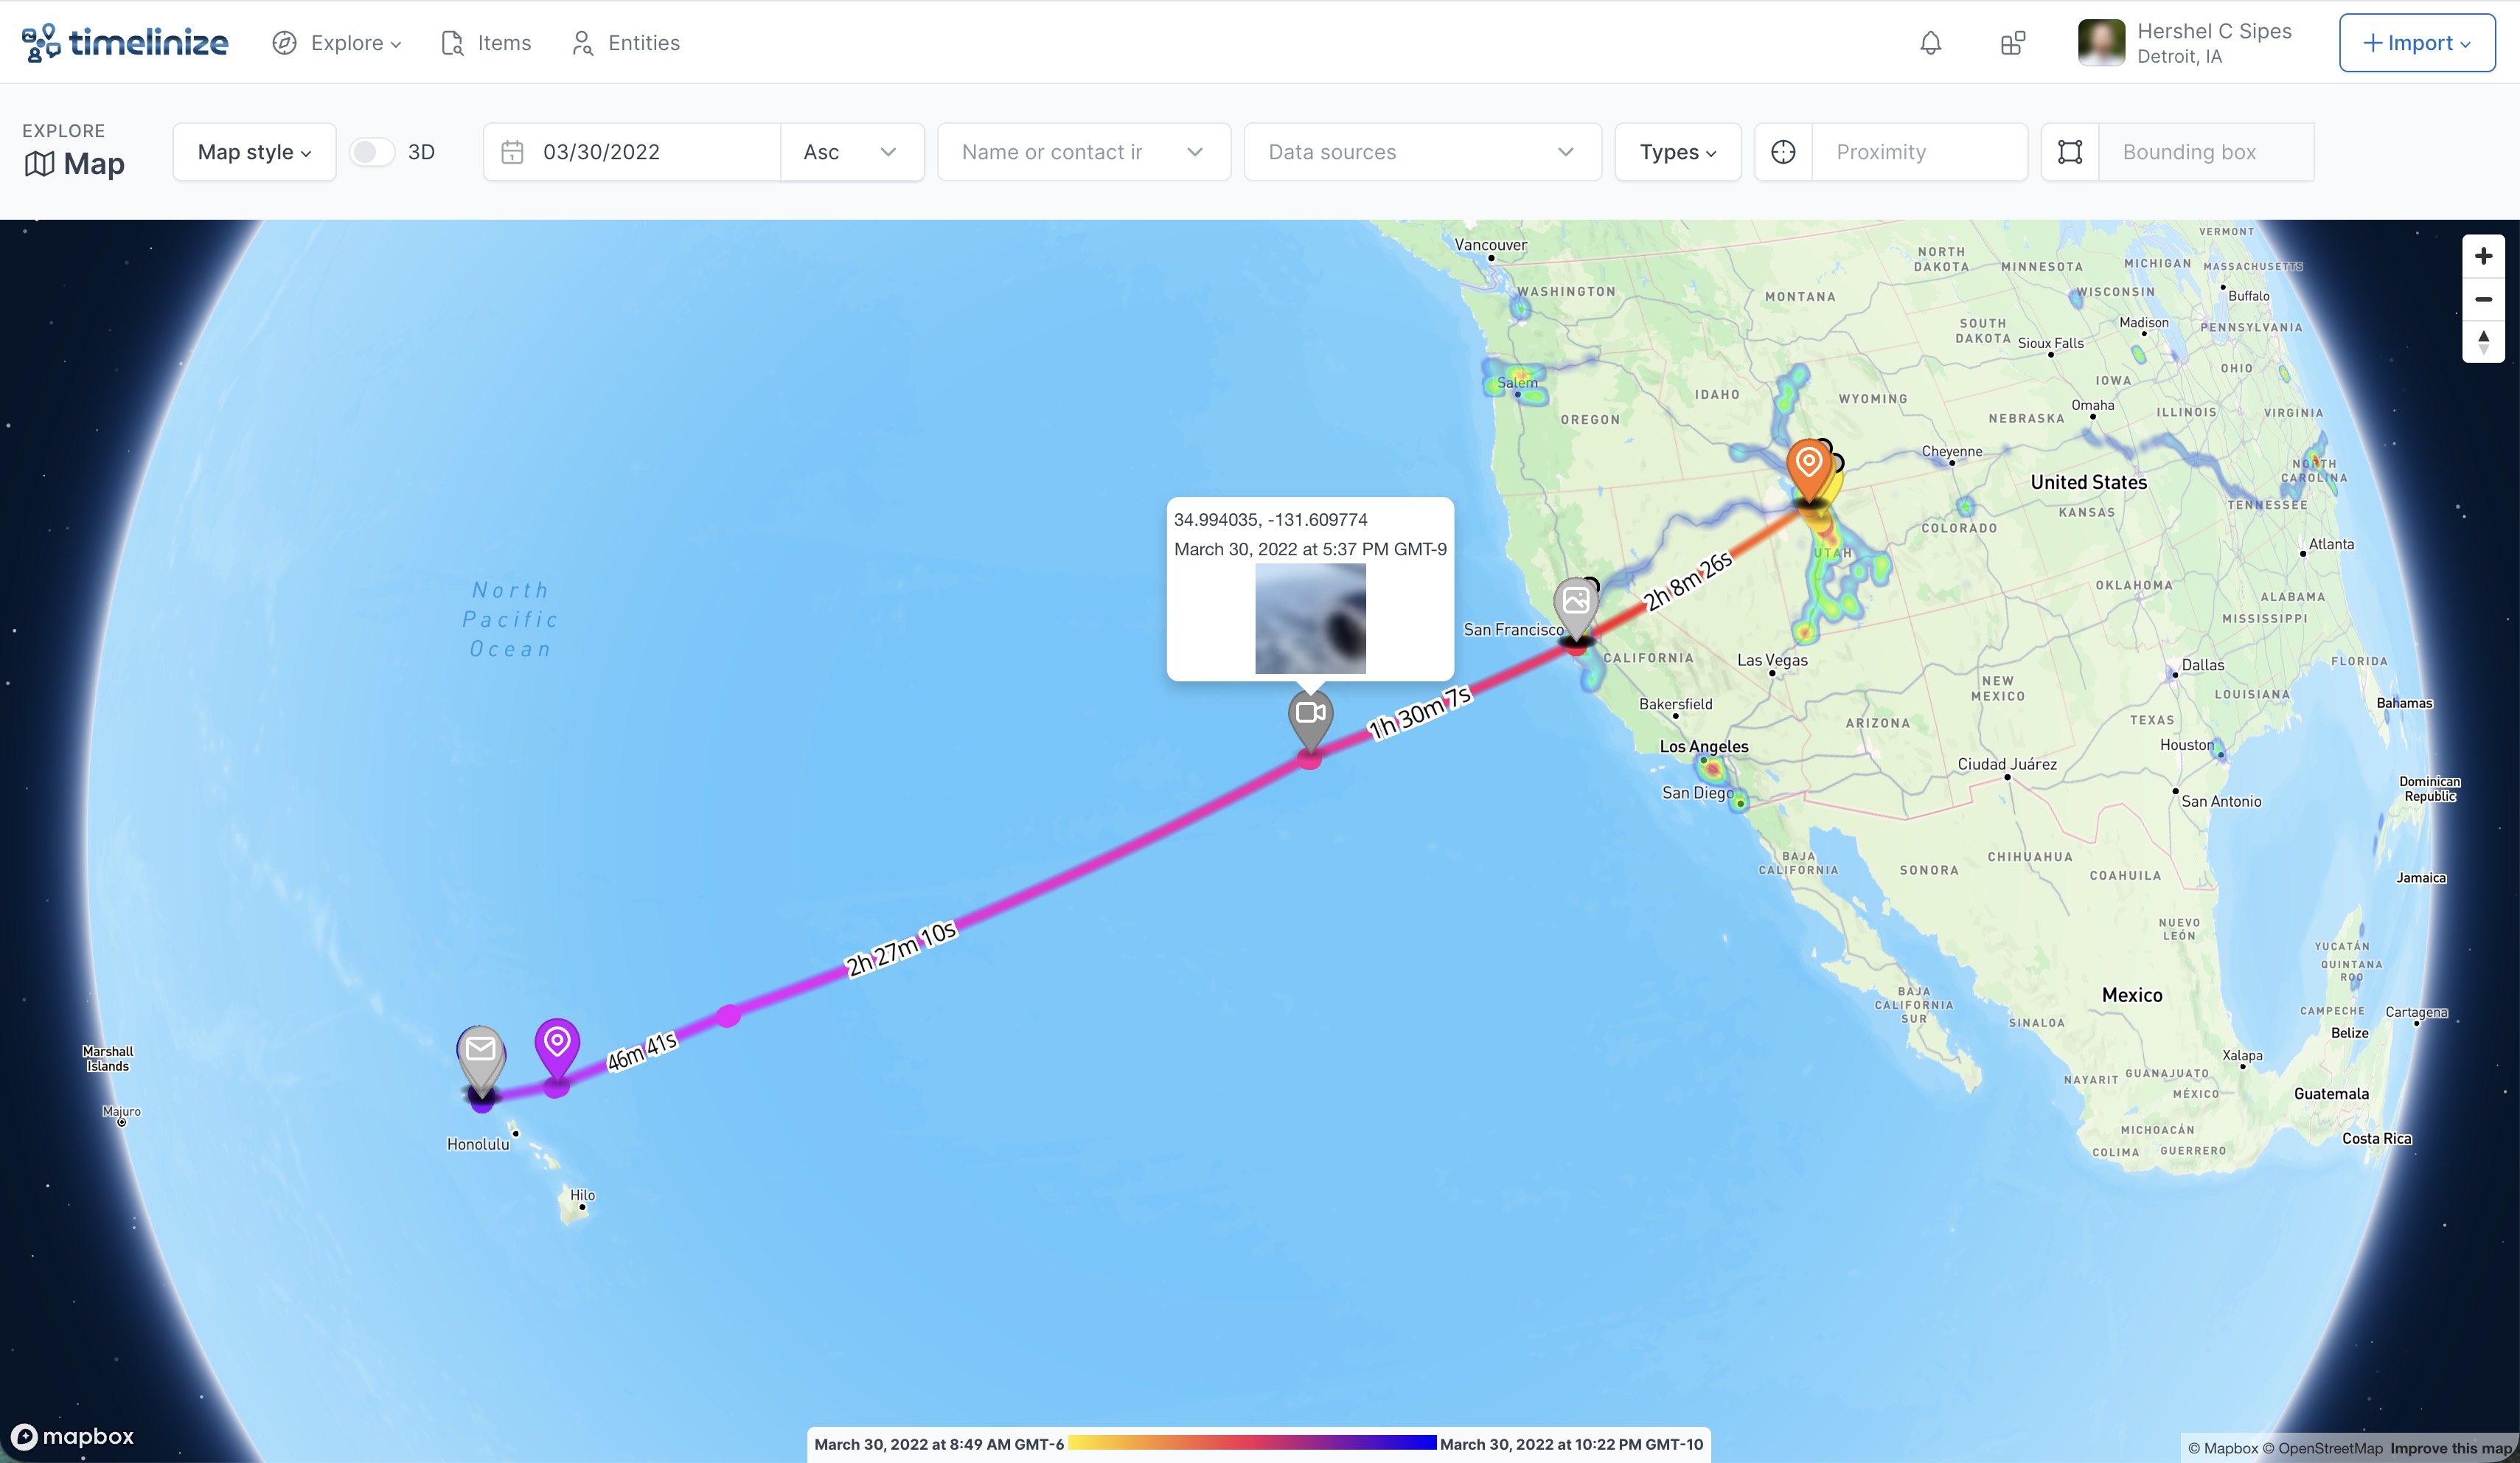 timelinize
Explore
Items
Entities
Hershel C Sipes
Detroit, IA
Import
EXPLORE
Map
Map style
3D
03/30/2022
Asc
Name or contact ir
Data sources
Types
Proximity
Bounding box
Vancouver
WASHINGTON
MONTANA
NORTH
DAKOTA
MINNESOTA
MICHIGAN
VERMONT
MASSACHUSETTS
WISCONSIN
Buffalo
SOUTH
DAKOTA
Madison
PENNSYLVANIA
Sioux Falls
Salem
OREGON
IDAHO
WYOMING
IOWA
OHIO
NEBRASKA
Omaha
ILLINOIS
VIRGINIA
Cheyenne
United States
NORTH
CAROLINA
TENNESSEE
KANSAS
COLORADO
34.994035, -131.609774
March 30, 2022 at 5:37 PM GMT-9
UTAH
Atlanta
2h 8m 26s
OKLAHOMA
ALABAMA
MISSISSIPPI
North
Pacific
Ocean
San Francisco
CALIFORNIA
Las Vegas
Dallas
FLORIDA
NEW
MEXICO
LOUISIANA
1h 30m 7s
Bakersfield
ARIZONA
TEXAS
Bahamas
Los Angeles
Houston
Ciudad Juárez
San Diego
San Antonio
Dominican
Republic
BAJA
CALIFORNIA
SONORA
CHIHUAHUA
COAHUILA
Jamaica
2h 27m 10s
NUEVO
LEÓN
YUCATÁN
QUINTANA
ROO
Mexico
BAJA
CALIFORNIA
SUR
SINALOA
CAMPECHE
Cartagena
Belize
46m 41s
Marshall
Islands
Xalapa
NAYARIT
GUANAJUATO
MÉXICO
Guatemala
Majuro
Honolulu
MICHOACÁN
Costa Rica
COLIMA
GUERRERO
Hilo
mapbox
March 30, 2022 at 8:49 AM GMT-6
March 30, 2022 at 10:22 PM GMT-10
© Mapbox © OpenStreetMap Improve this map